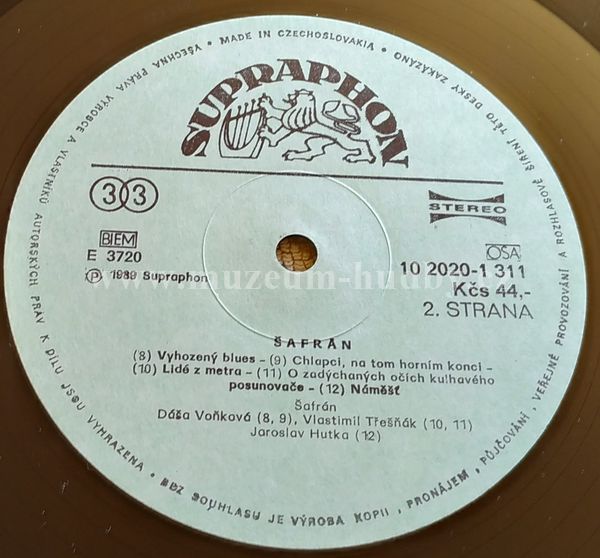 VŠECHNA PRÁVA VÝROBCE A VLASTNÍKŮ AUTORSKÝCH PRÁV K DÍLU JSOU VYHRAZENA • BEZ SOUHLASU JE VÝROBA KOPIÍ, PRONÁJEM, PŮJČOVÁNÍ, VEŘEJNÉ PROVOZOVÁNÍ A ROZHLASOVÉ ŠÍŘENÍ TÉTO DESKY ZAKÁZÁNO • MADE IN CZECHOSLOVAKIA •
SUPRAPHON
33
STEREO
BIEM
E 3720
Ⓟ 1989 Supraphon
OSA
10 2020-1 311
Kčs 44,-
2. STRANA
ŠAFRÁN
(8) Vyhozený blues – (9) Chlapci, na tom horním konci –
(10) Lidé z metra – (11) O zadýchaných očích kulhavého
posunovače – (12) Náměšť
Šafrán
Dáša Voňková (8, 9), Vlastimil Třešňák (10, 11)
Jaroslav Hutka (12)